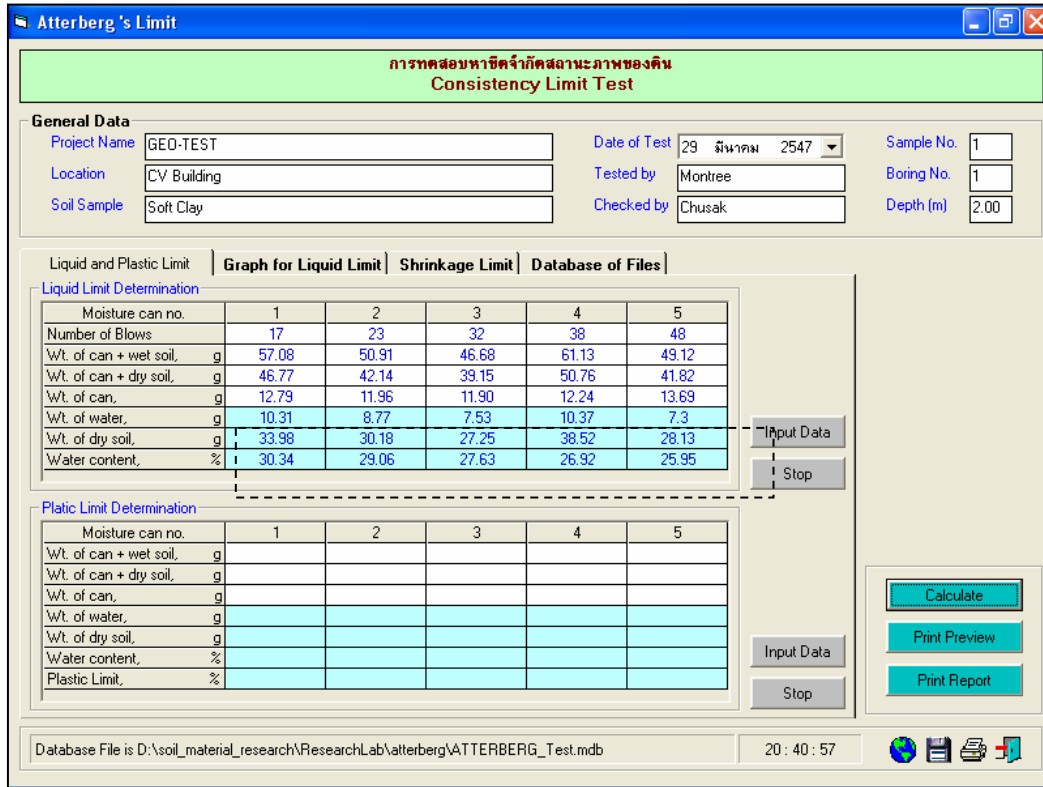 Atterberg 's Limit
การทดสอบหาขีดจำกัดสถานะภาพของดิน
Consistency Limit Test
General Data
Project Name GEO-TEST Date of Test 29 มีนาคม 2547 Sample No. 1
Location CV Building Tested by Montree Boring No. 1
Soil Sample Soft Clay Checked by Chusak Depth (m) 2.00
Liquid and Plastic Limit Graph for Liquid Limit Shrinkage Limit Database of Files
Liquid Limit Determination
Moisture can no. 1 2 3 4 5
Number of Blows 17 23 32 38 48
Wt. of can + wet soil, g 57.08 50.91 46.68 61.13 49.12
Wt. of can + dry soil, g 46.77 42.14 39.15 50.76 41.82
Wt. of can, g 12.79 11.96 11.90 12.24 13.69
Wt. of water, g 10.31 8.77 7.53 10.37 7.3
Wt. of dry soil, g 33.98 30.18 27.25 38.52 28.13
Water content, % 30.34 29.06 27.63 26.92 25.95
Input Data
Stop
Platic Limit Determination
Moisture can no. 1 2 3 4 5
Wt. of can + wet soil, g
Wt. of can + dry soil, g
Wt. of can, g
Wt. of water, g
Wt. of dry soil, g
Water content, %
Plastic Limit, %
Input Data
Stop
Calculate
Print Preview
Print Report
Database File is D:\soil_material_research\ResearchLab\atterberg\ATTERBERG_Test.mdb 20 : 40 : 57